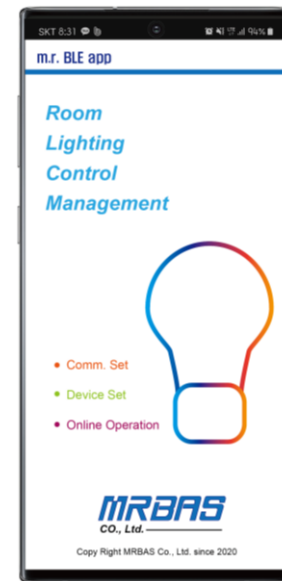 SKT 8:31
94%
m.r. BLE app
Room
Lighting
Control
Management
• Comm. Set
• Device Set
• Online Operation
MRBAS
CO., Ltd.
Copy Right MRBAS Co., Ltd. since 2020